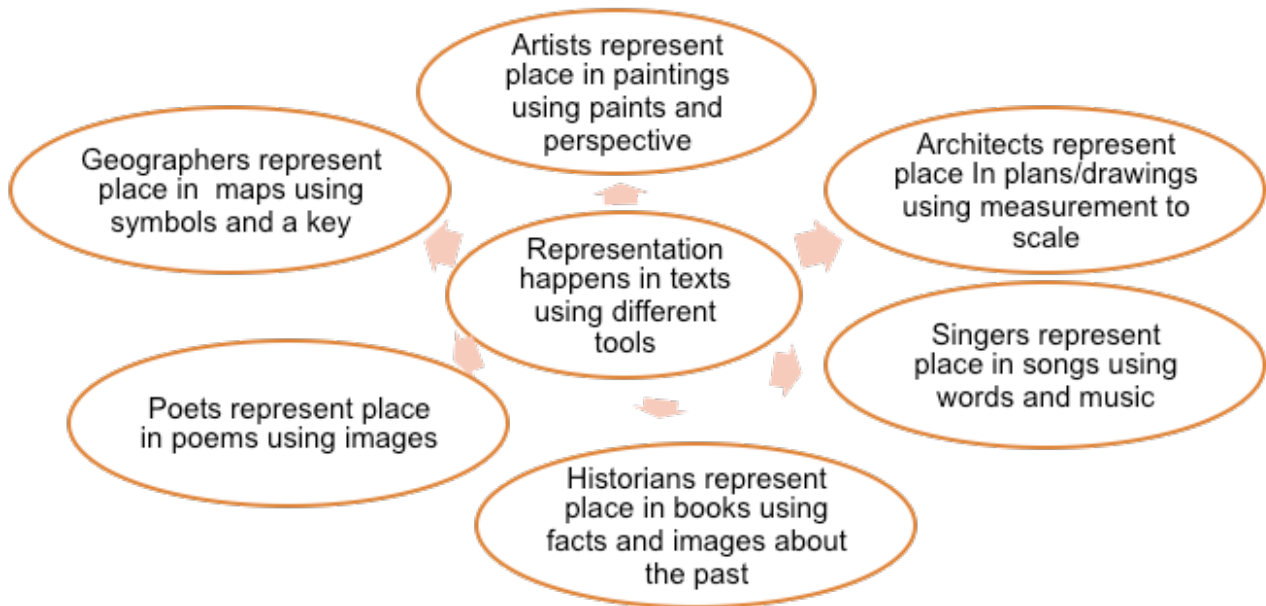 Artists represent
place in paintings
using paints and
perspective
Geographers represent
place in maps using
symbols and a key
Architects represent
place In plans/drawings
using measurement to
scale
Representation
happens in texts
using different
tools
Singers represent
place in songs using
words and music
Poets represent place
in poems using images
Historians represent
place in books using
facts and images about
the past